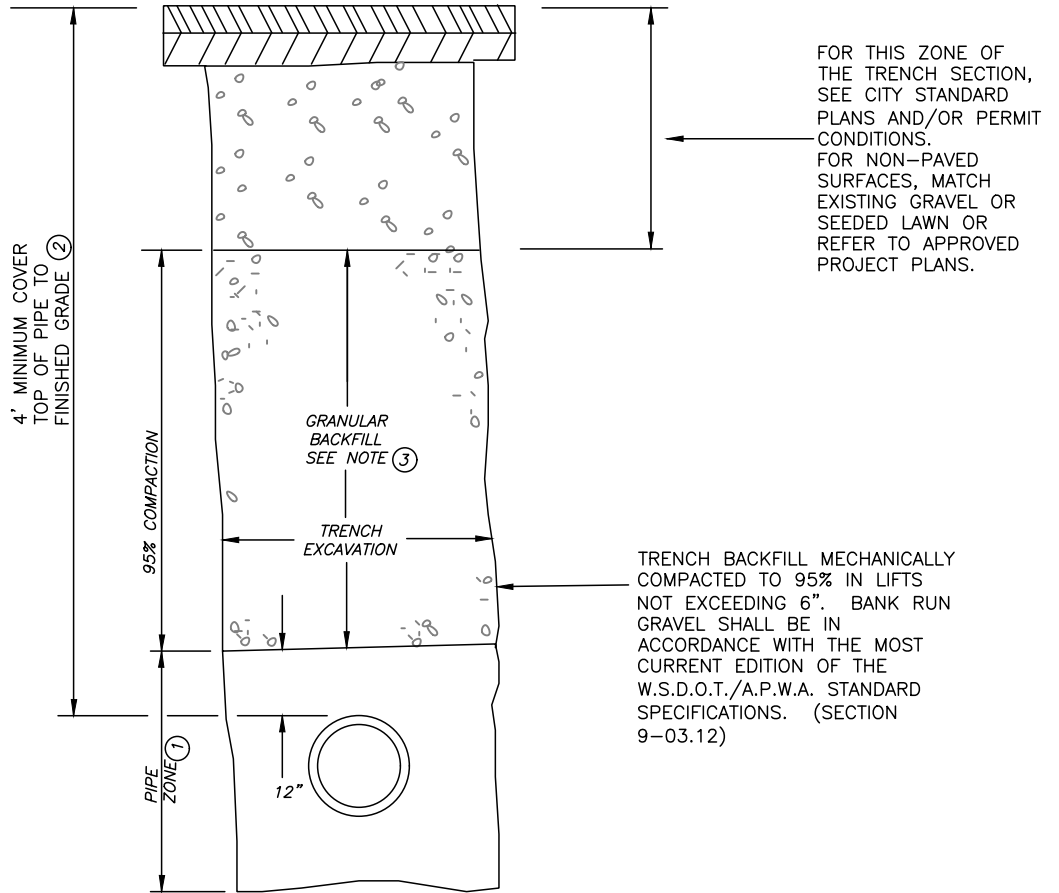 FOR THIS ZONE OF
THE TRENCH SECTION,
SEE CITY STANDARD
PLANS AND/OR PERMIT
CONDITIONS.
FOR NON-PAVED
SURFACES, MATCH
EXISTING GRAVEL OR
SEEDED LAWN OR
REFER TO APPROVED
PROJECT PLANS.
4' MINIMUM COVER
TOP OF PIPE TO
FINISHED GRADE 2
95% COMPACTION
GRANULAR
BACKFILL
SEE NOTE 3
TRENCH
EXCAVATION
TRENCH BACKFILL MECHANICALLY
COMPACTED TO 95% IN LIFTS
NOT EXCEEDING 6". BANK RUN
GRAVEL SHALL BE IN
ACCORDANCE WITH THE MOST
CURRENT EDITION OF THE
W.S.D.O.T./A.P.W.A. STANDARD
SPECIFICATIONS. (SECTION
9-03.12)
PIPE
ZONE 1
12"